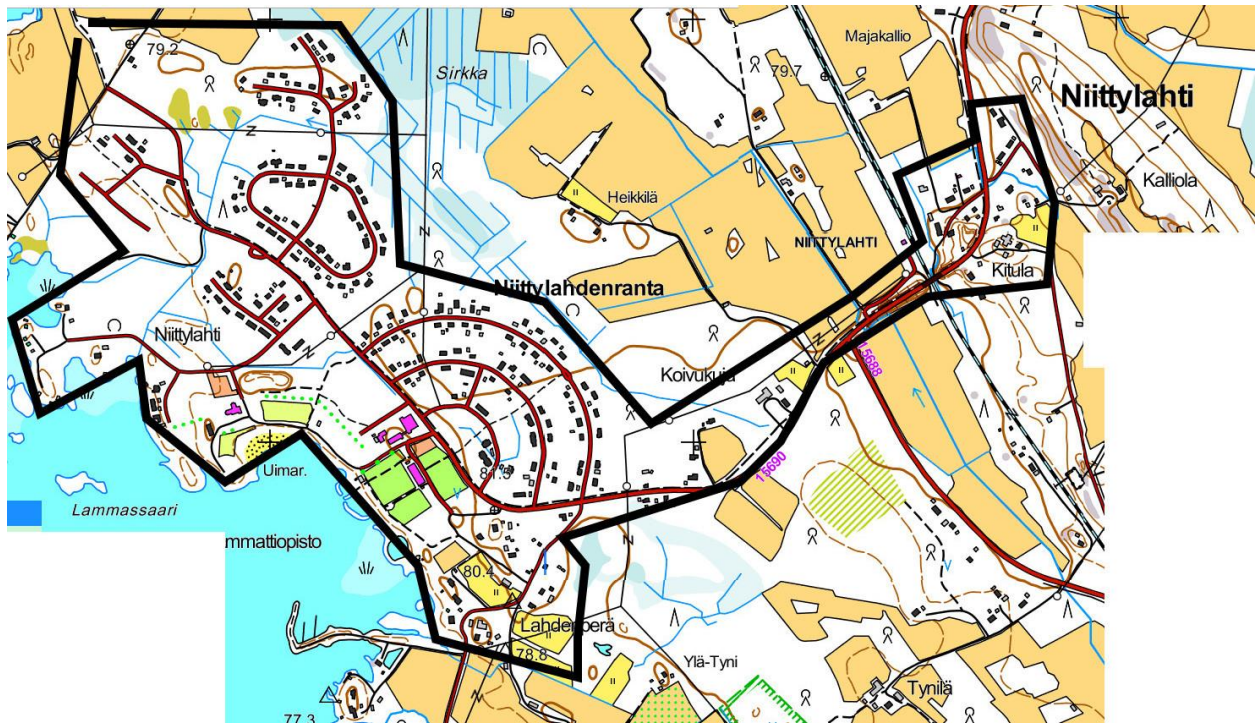 79.2
Sirkka
Majakallio
79.7
Niittylahti
Kalliola
Heikkilä
NIITTYLAHTI
Kitula
Niittylahdenranta
Niittylahti
Koivukuja
15688
15690
Uimar.
81.5
Lammassaari
mmattiopisto
80.4
Lahdenperä
78.8
Ylä-Tyni
Tynilä
77.3